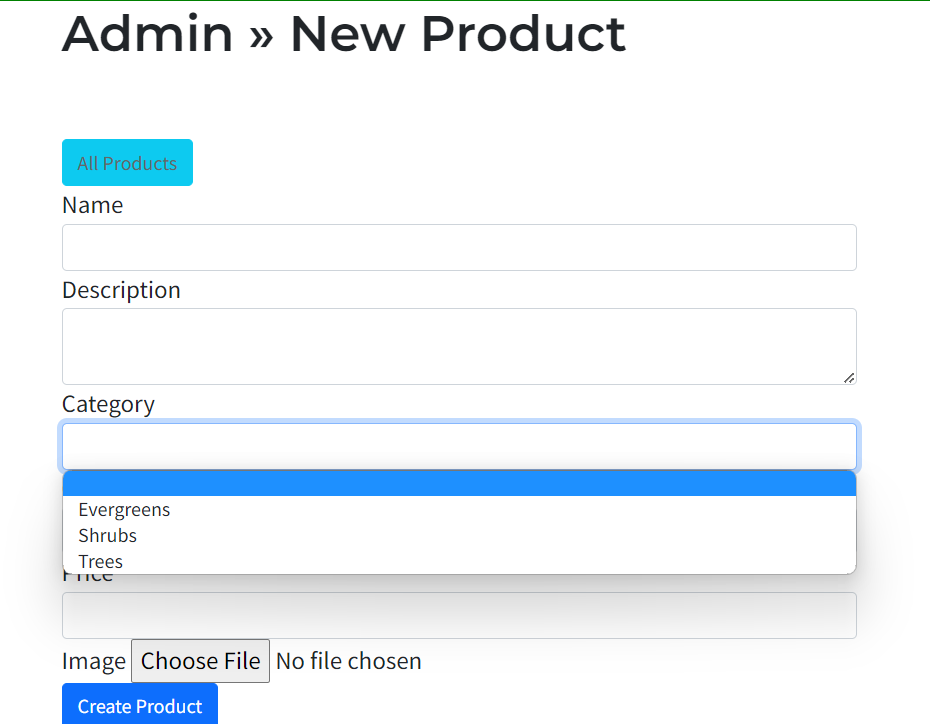 Admin » New Product
All Products
Name
Description
Category
Evergreens
Shrubs
Trees
Price
Image Choose File No file chosen
Create Product